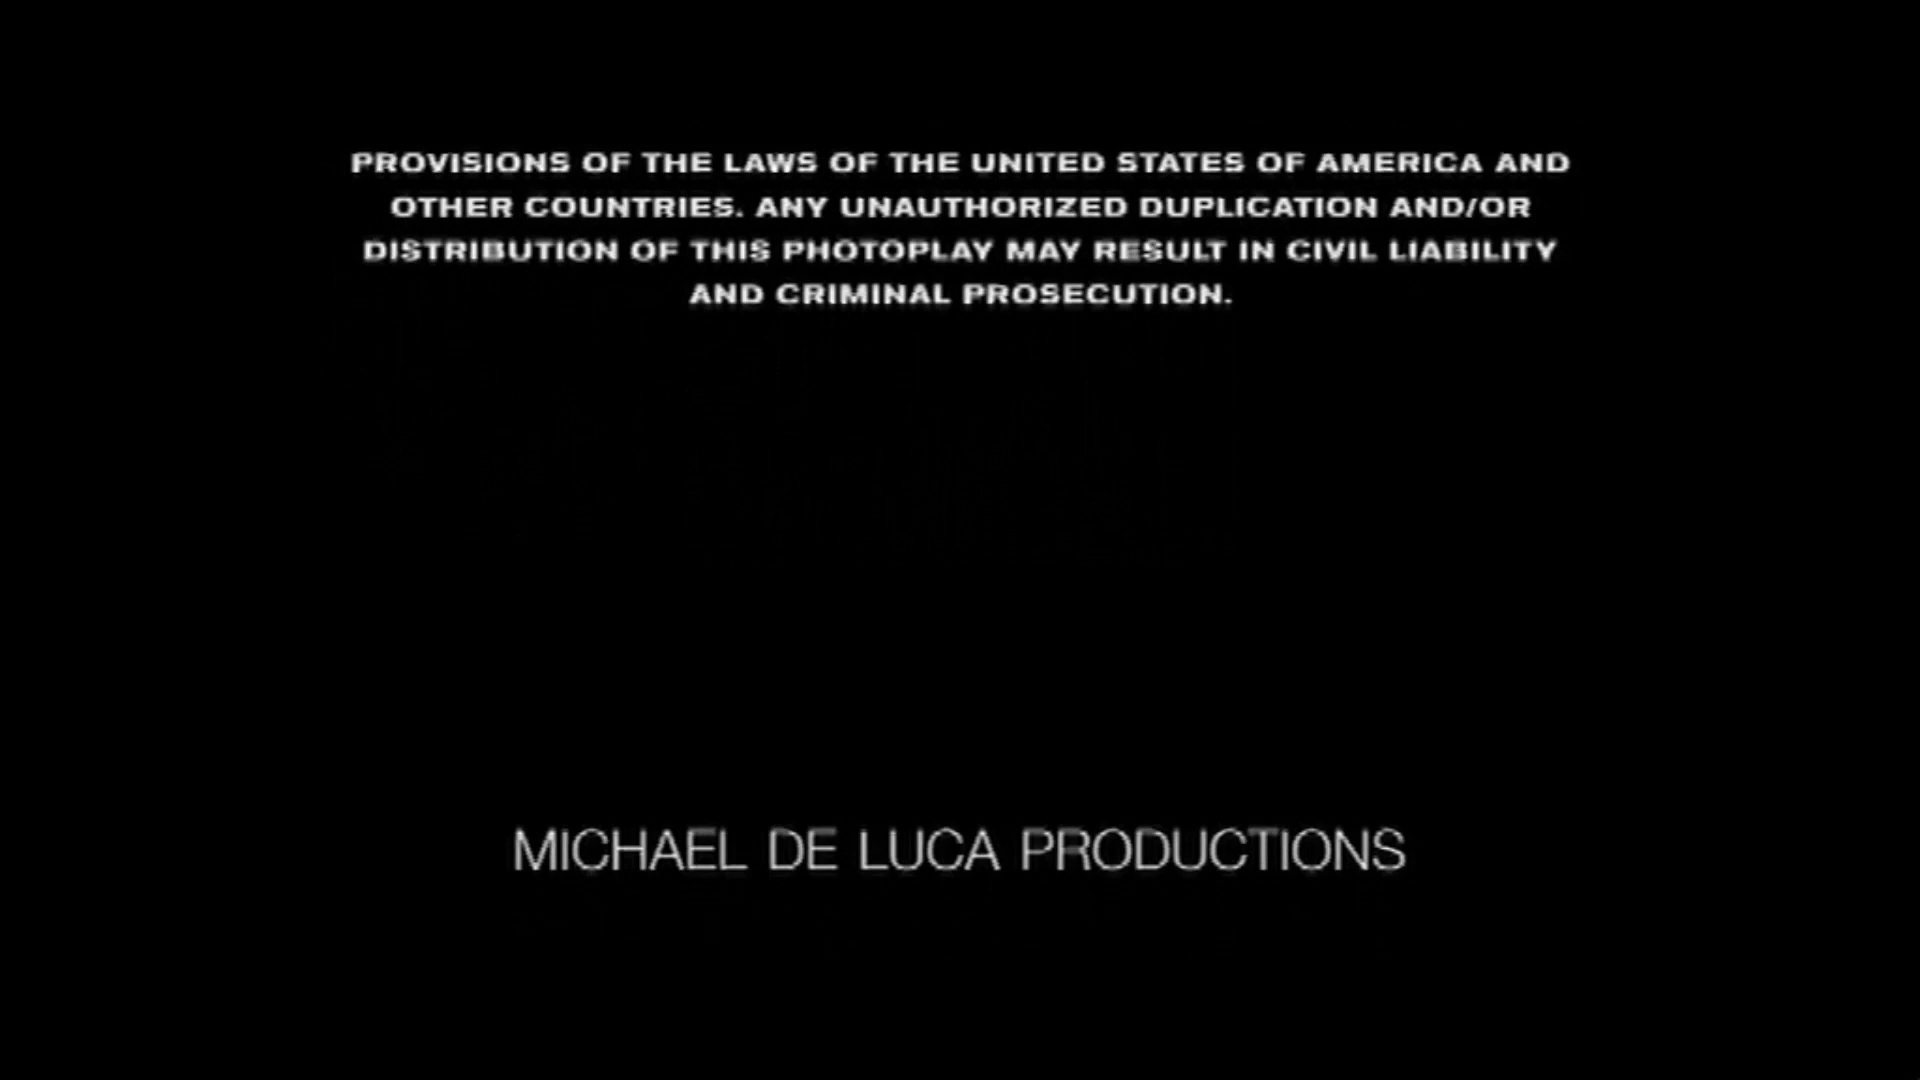 PROVISIONS OF THE LAWS OF THE UNITED STATES OF AMERICA AND
OTHER COUNTRIES. ANY UNAUTHORIZED DUPLICATION AND/OR
DISTRIBUTION OF THIS PHOTOPLAY MAY RESULT IN CIVIL LIABILITY
AND CRIMINAL PROSECUTION.
MICHAEL DE LUCA PRODUCTIONS